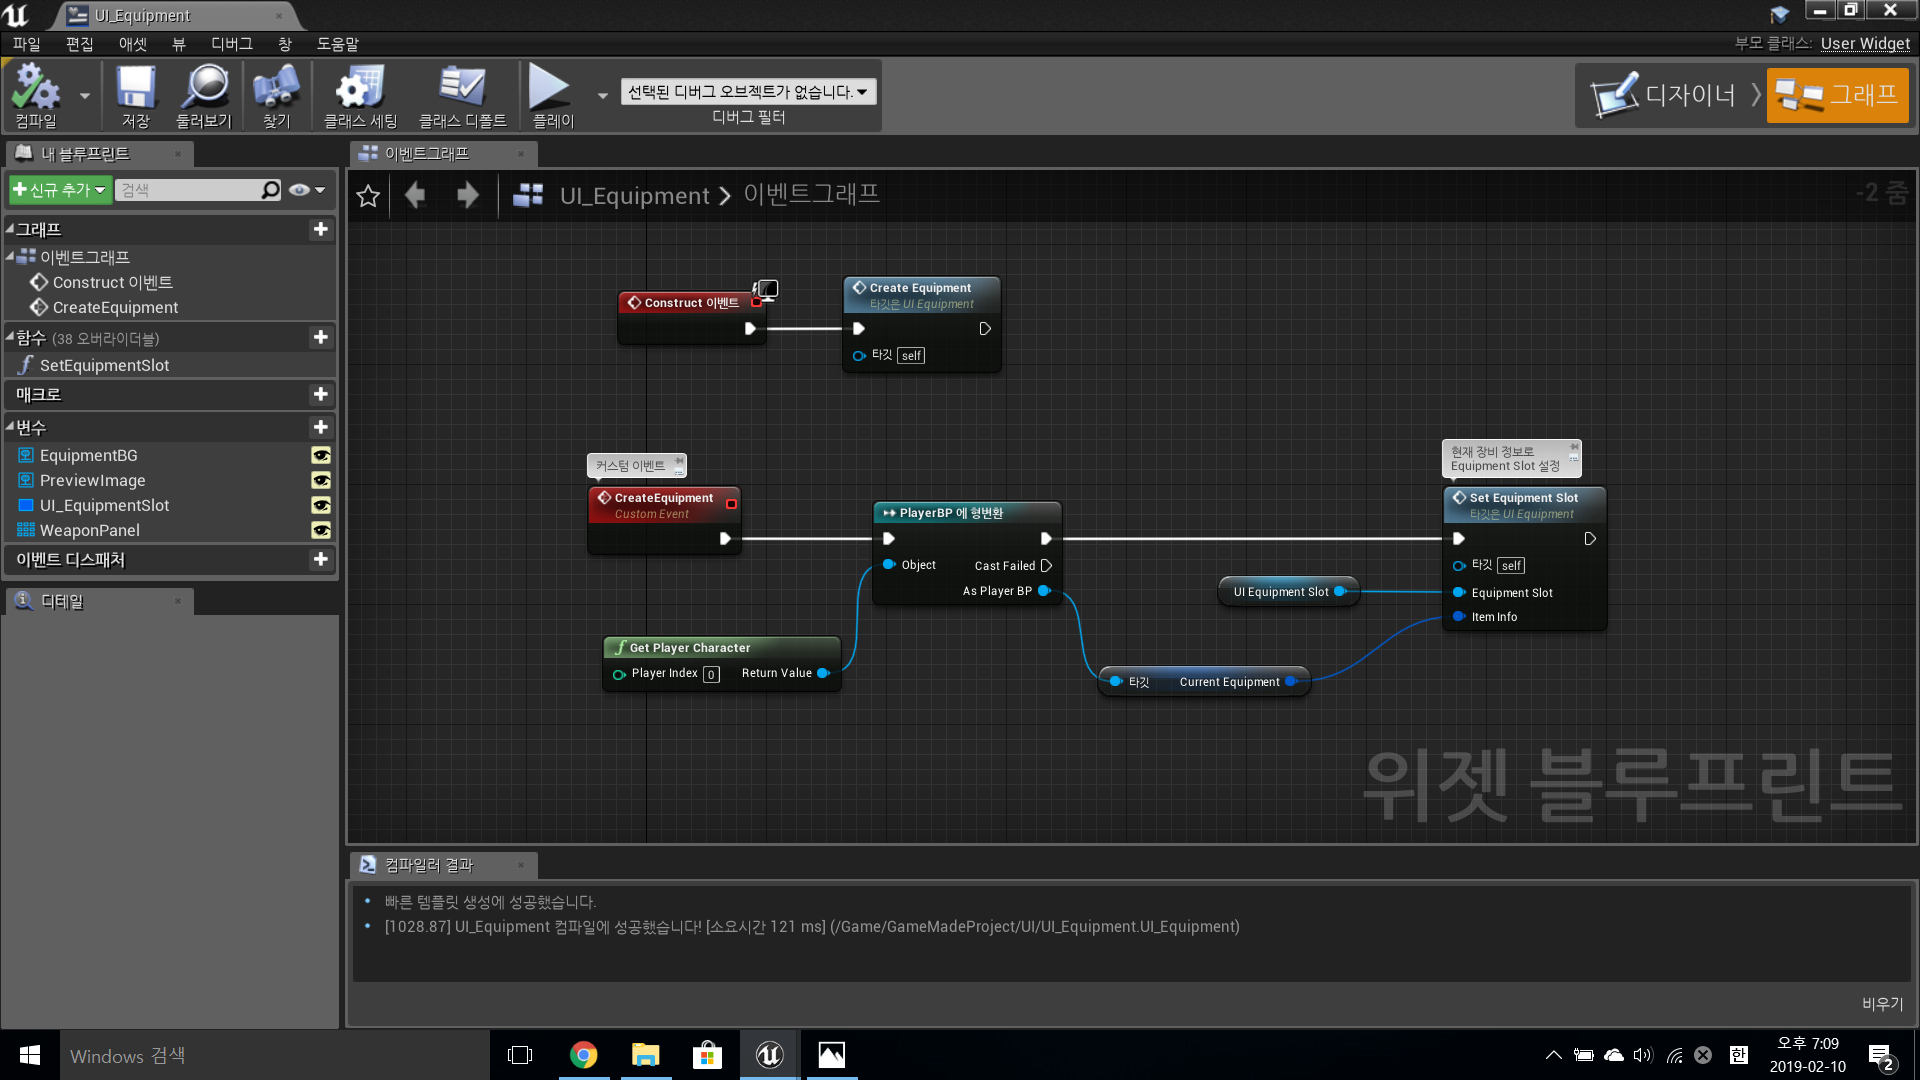 UI_Equipment
파일 편집 애셋 뷰 디버그 창 도움말
부모 클래스: User Widget
컴파일
저장
둘러보기
찾기
클래스 세팅
클래스 디폴트
플레이
선택된 디버그 오브젝트가 없습니다.
디버그 필터
디자이너
그래프
내 블루프린트
신규 추가
검색
그래프
이벤트그래프
Construct 이벤트
CreateEquipment
함수 (38 오버라이더블)
SetEquipmentSlot
매크로
변수
EquipmentBG
PreviewImage
UI_EquipmentSlot
WeaponPanel
이벤트 디스패처
디테일
이벤트그래프
UI_Equipment > 이벤트그래프
-2 줌
Construct 이벤트
Create Equipment
타깃은 UI Equipment
타깃 self
커스텀 이벤트
CreateEquipment
Custom Event
PlayerBP 에 형변환
Object
Cast Failed
As Player BP
Get Player Character
Player Index 0
Return Value
UI Equipment Slot
타깃
Current Equipment
현재 장비 정보로
Equipment Slot 설정
Set Equipment Slot
타깃은 UI Equipment
타깃 self
Equipment Slot
Item Info
위젯 블루프린트
컴파일러 결과
빠른 템플릿 생성에 성공했습니다.
[1028.87] UI_Equipment 컴파일에 성공했습니다! [소요시간 121 ms] (/Game/GameMadeProject/UI/UI_Equipment.UI_Equipment)
비우기
Windows 검색
한
오후 7:09
2019-02-10
2